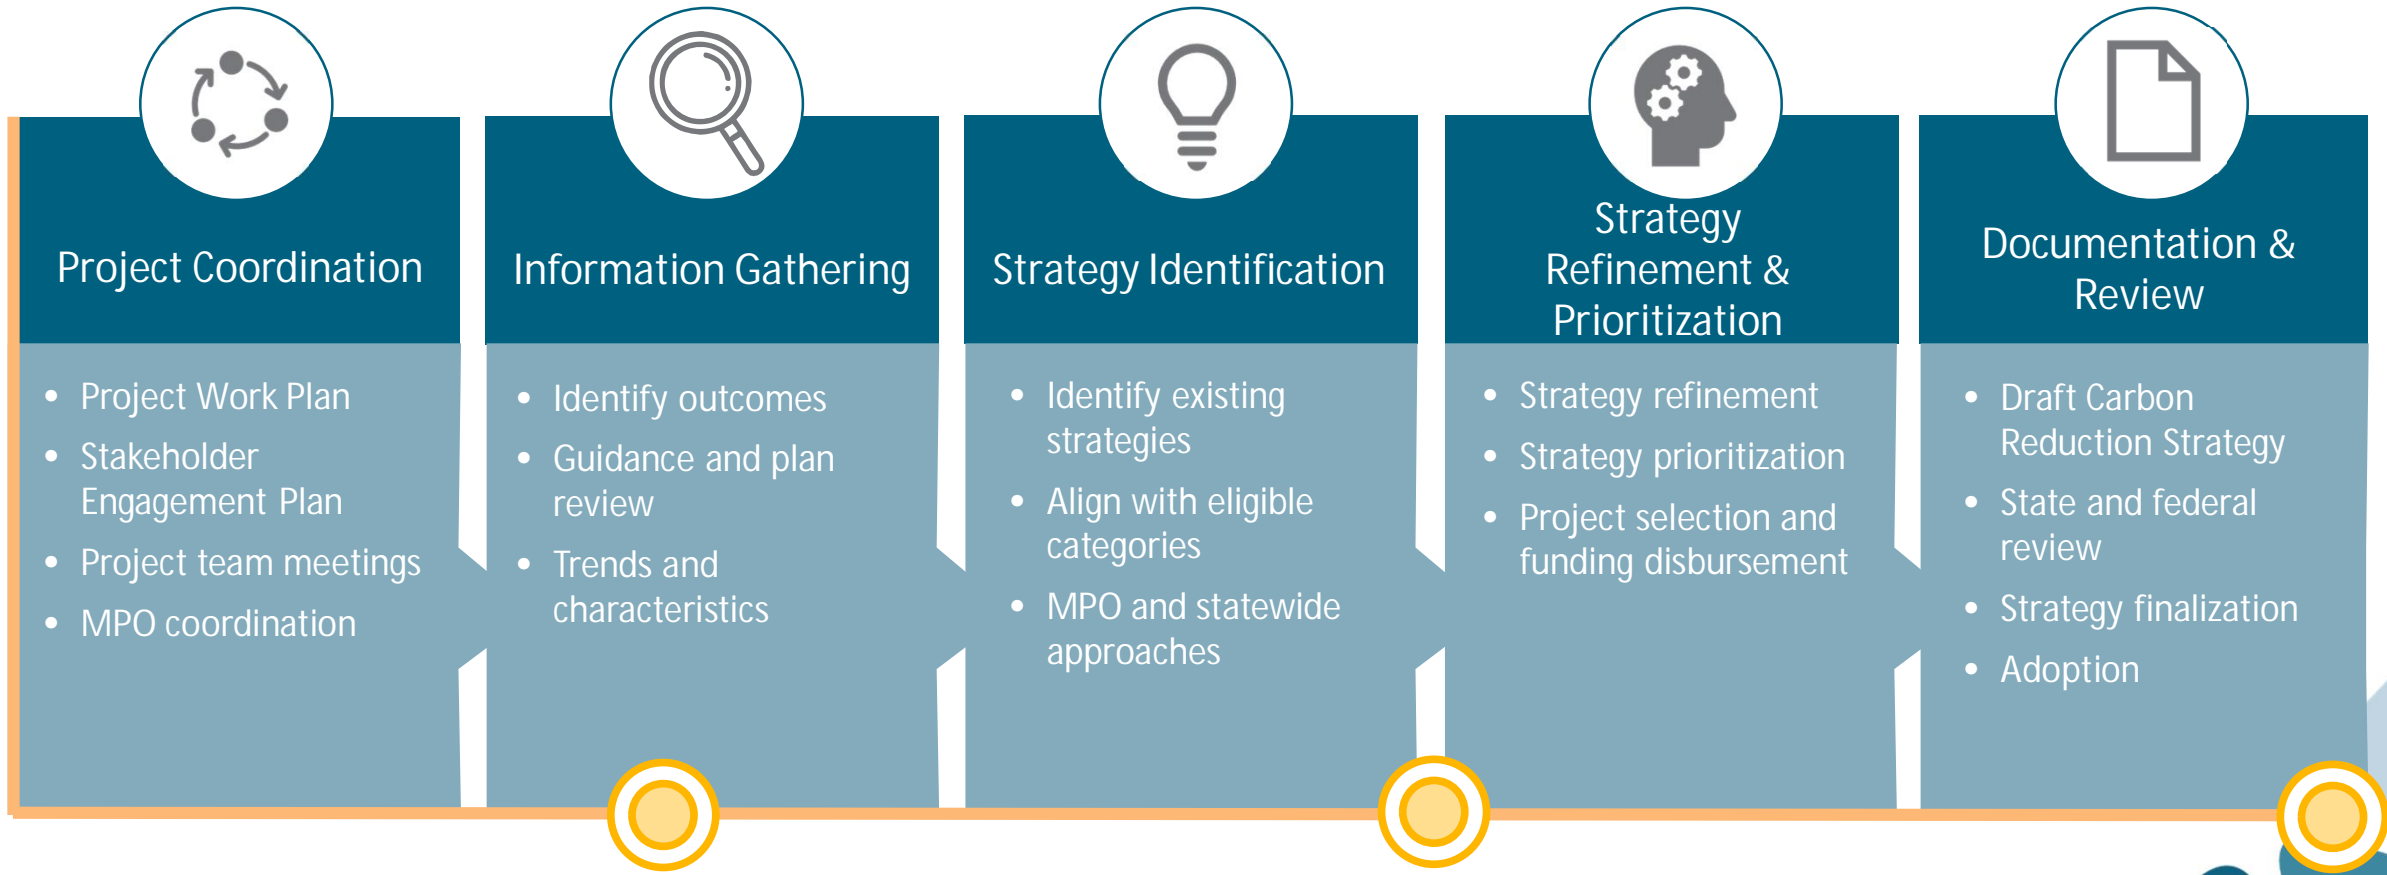 Project Coordination
• Project Work Plan
• Stakeholder
Engagement Plan
• Project team meetings
• MPO coordination
Information Gathering
• Identify outcomes
• Guidance and plan
review
• Trends and
characteristics
Strategy Identification
• Identify existing
strategies
• Align with eligible
categories
• MPO and statewide
approaches
Strategy
Refinement &
Prioritization
• Strategy refinement
• Strategy prioritization
• Project selection and
funding disbursement
Documentation &
Review
• Draft Carbon
Reduction Strategy
• State and federal
review
• Strategy finalization
• Adoption